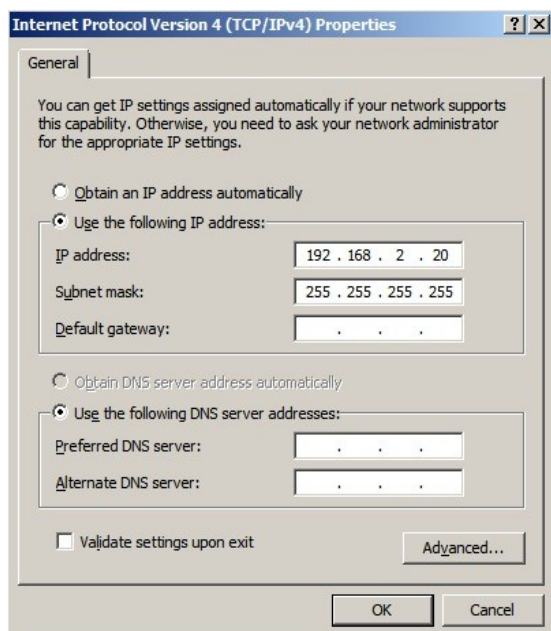 Internet Protocol Version 4 (TCP/IPv4) Properties ? X
General
You can get IP settings assigned automatically if your network supports
this capability. Otherwise, you need to ask your network administrator
for the appropriate IP settings.
Obtain an IP address automatically
Use the following IP address:
IP address: 192 . 168 . 2 . 20
Subnet mask: 255 . 255 . 255 . 255
Default gateway: . . .
Obtain DNS server address automatically
Use the following DNS server addresses:
Preferred DNS server: . . .
Alternate DNS server: . . .
Validate settings upon exit
Advanced...
OK Cancel